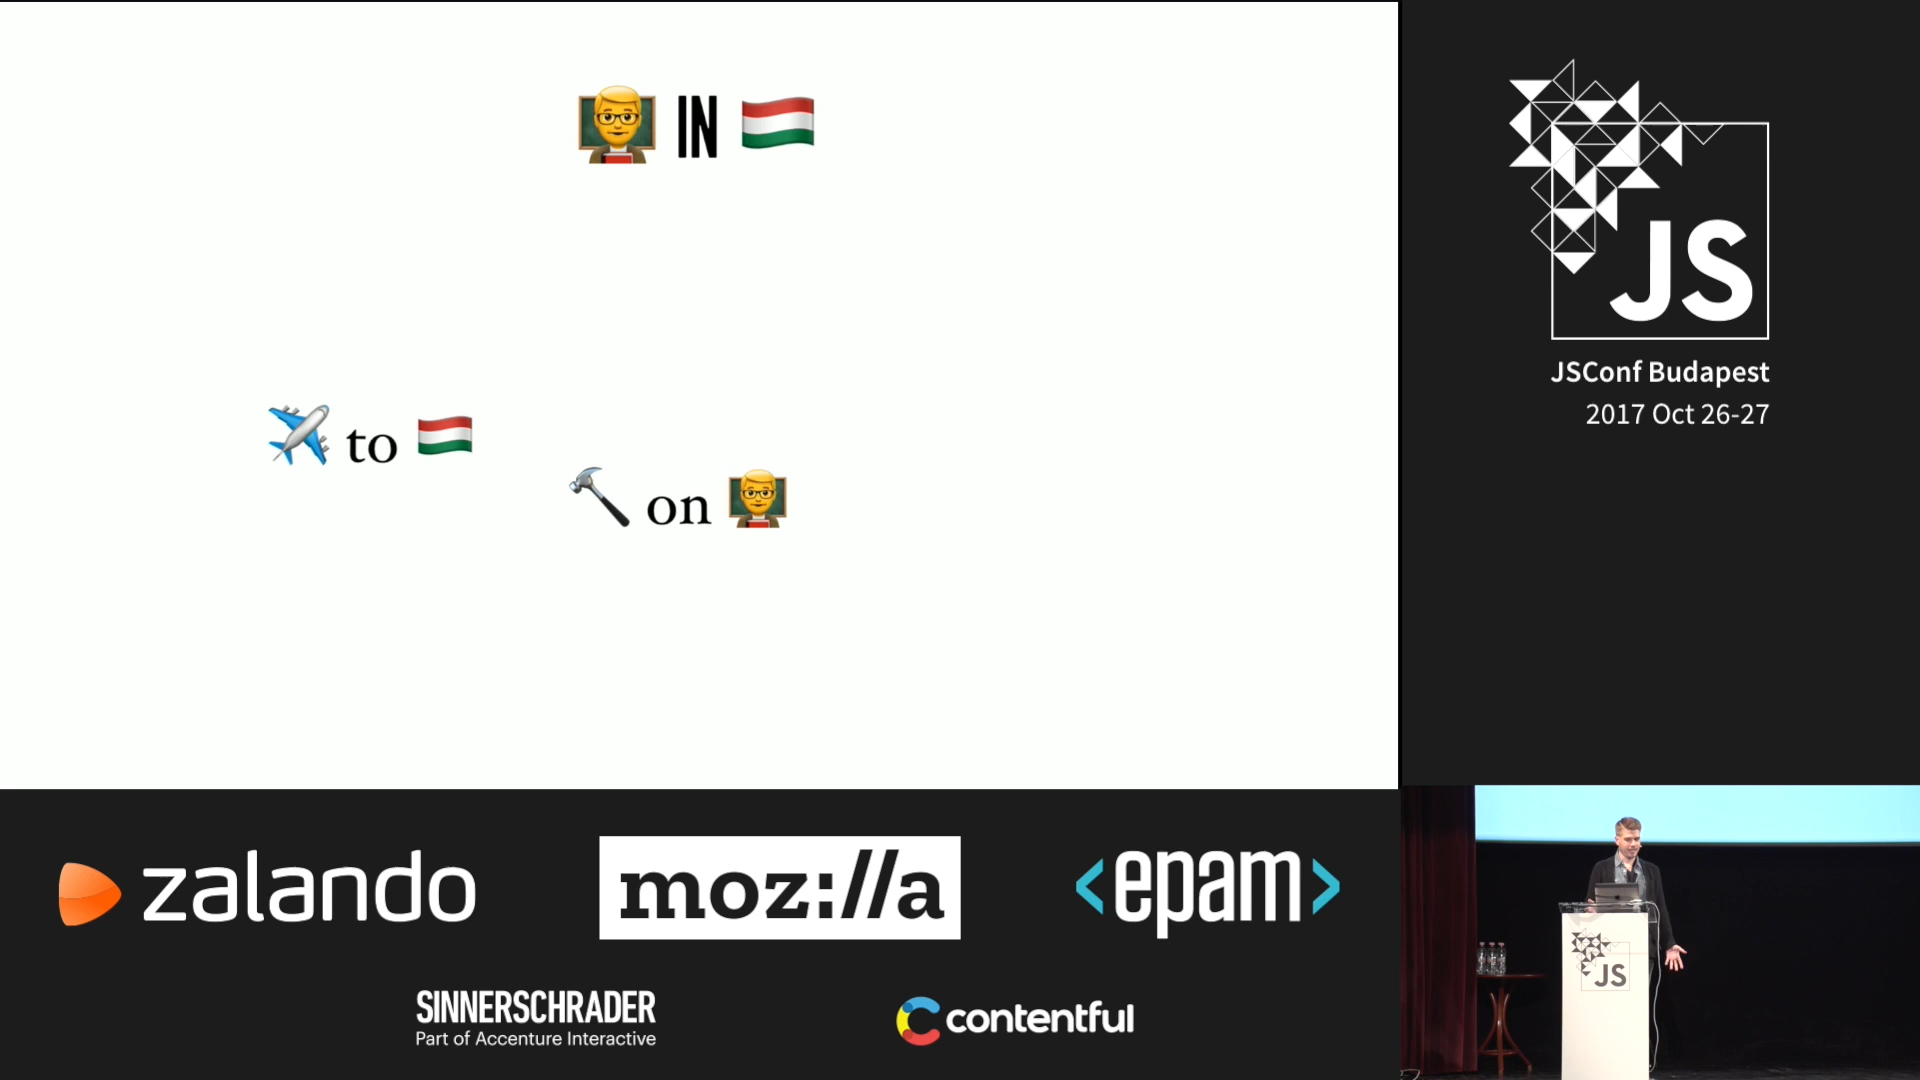 IN
to
on
JS
JSConf Budapest
2017 Oct 26-27
zalando
moz://a
<epam>
SINNERSCHRADER
Part of Accenture Interactive
contentful
JS